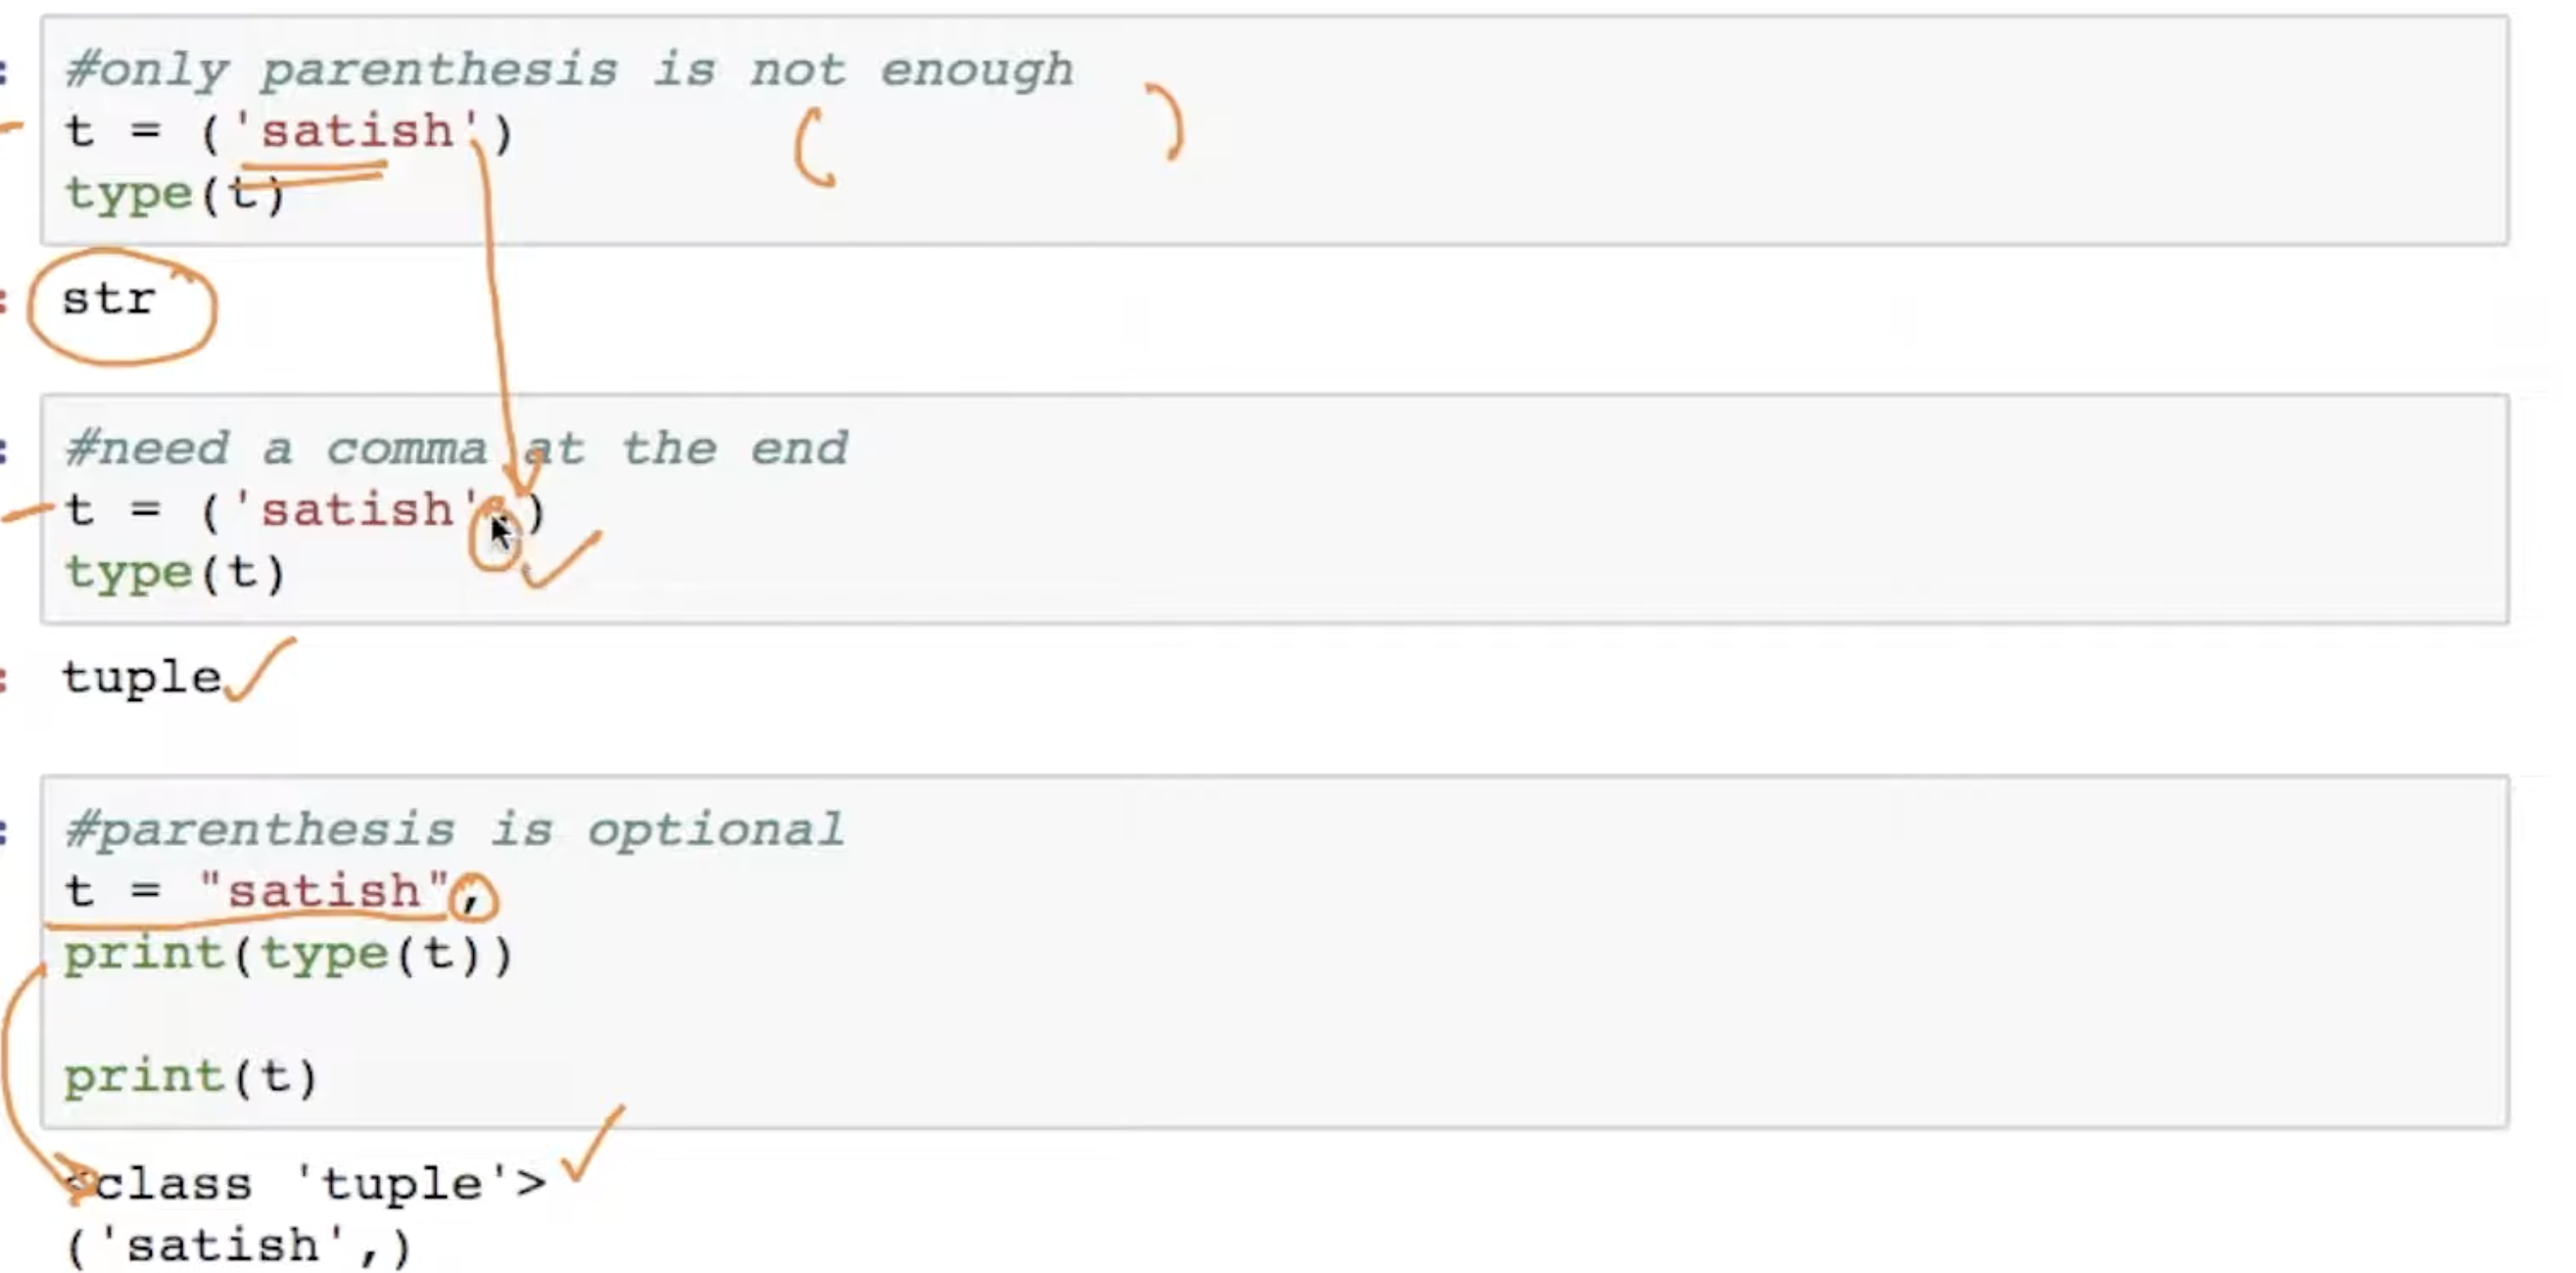 #only parenthesis is not enough
t = ('satish')
type(t)
str
#need a comma at the end
t = ('satish',)
type(t)
tuple
#parenthesis is optional
t = "satish",
print(type(t))
print(t)
<class 'tuple'>
('satish',)